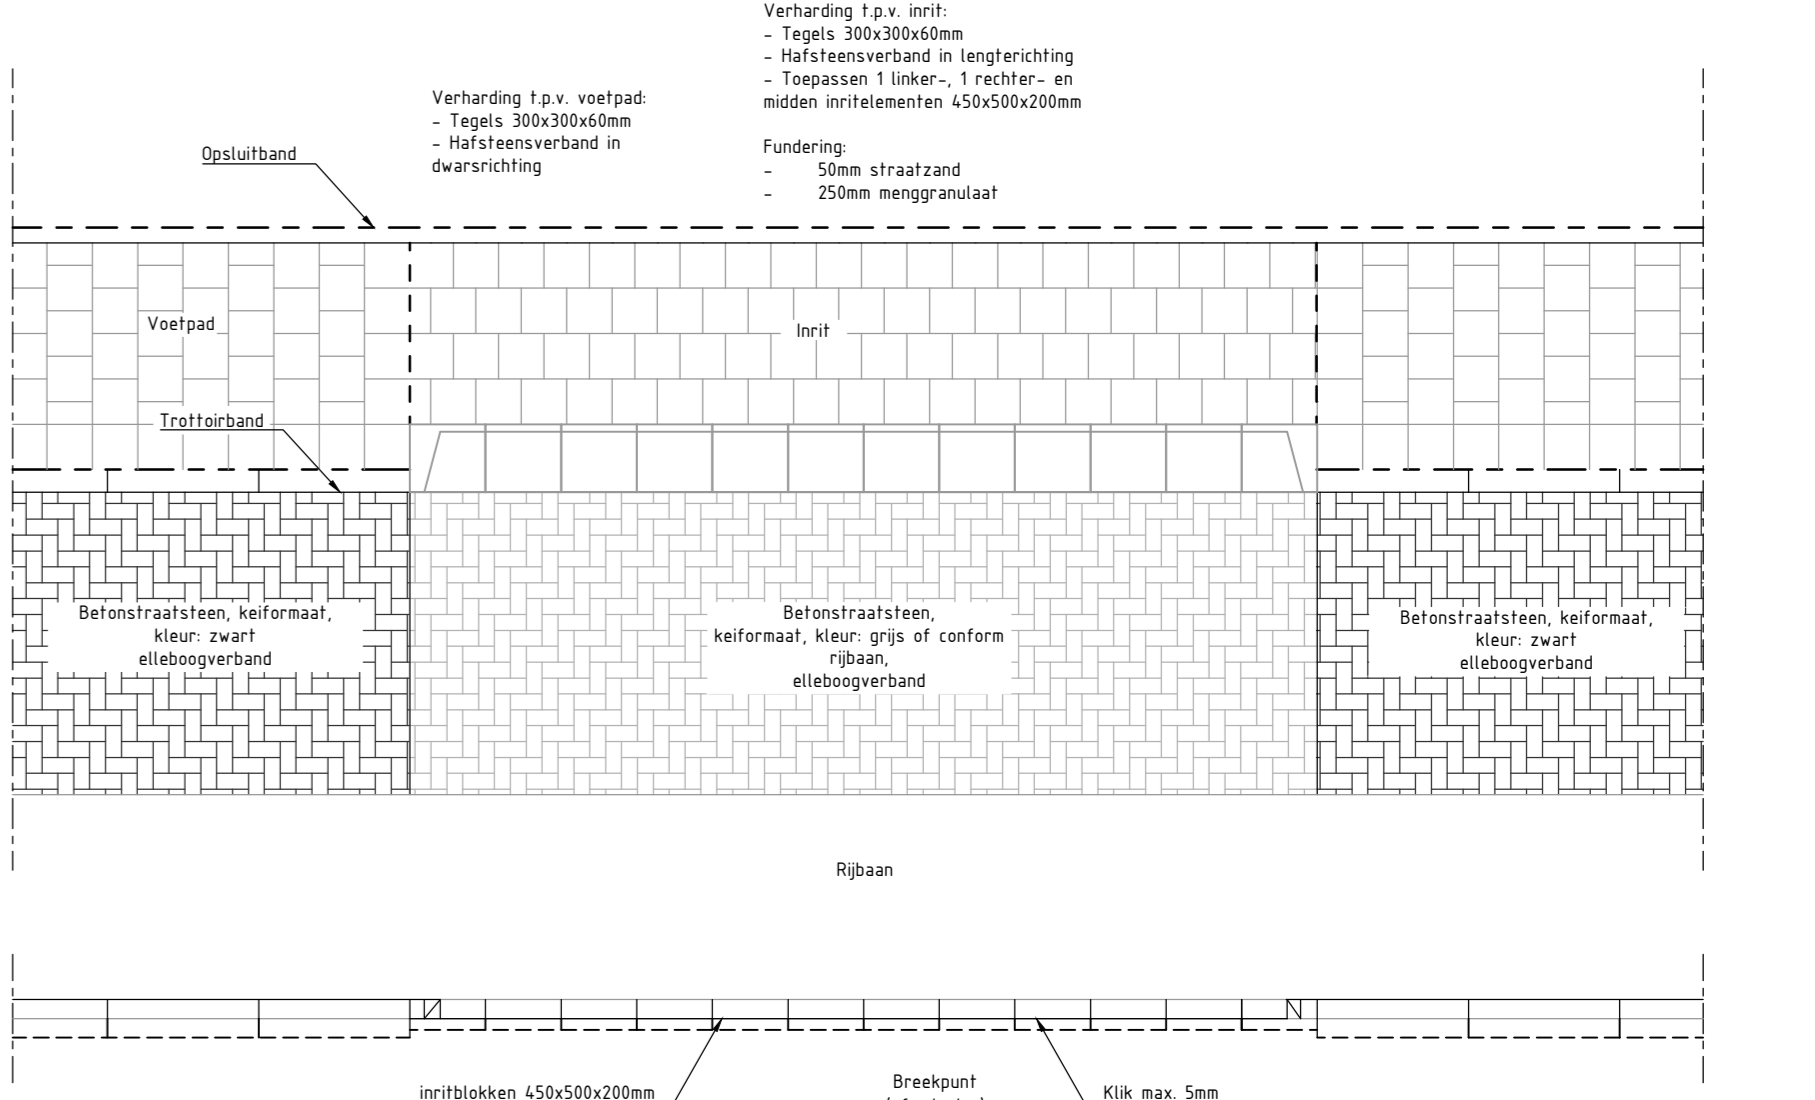 Verharding t.p.v. inrit:
- Tegels 300x300x60mm
- Hafsteensverband in lengterichting
- Toepassen 1 linker-, 1 rechter- en
midden inritelementen 450x500x200mm
Fundering:
- 50mm straatzand
- 250mm menggranulaat
Verharding t.p.v. voetpad:
- Tegels 300x300x60mm
- Hafsteensverband in
dwarsrichting
Opsluitband
Voetpad
Inrit
Trottoirband
Betonstraatsteen, keiformaat,
kleur: zwart
elleboogverband
Betonstraatsteen,
keiformaat, kleur: grijs of conform
rijbaan,
elleboogverband
Betonstraatsteen, keiformaat,
kleur: zwart
elleboogverband
Rijbaan
inritblokken 450x500x200mm
Breekpunt
Klik max. 5mm